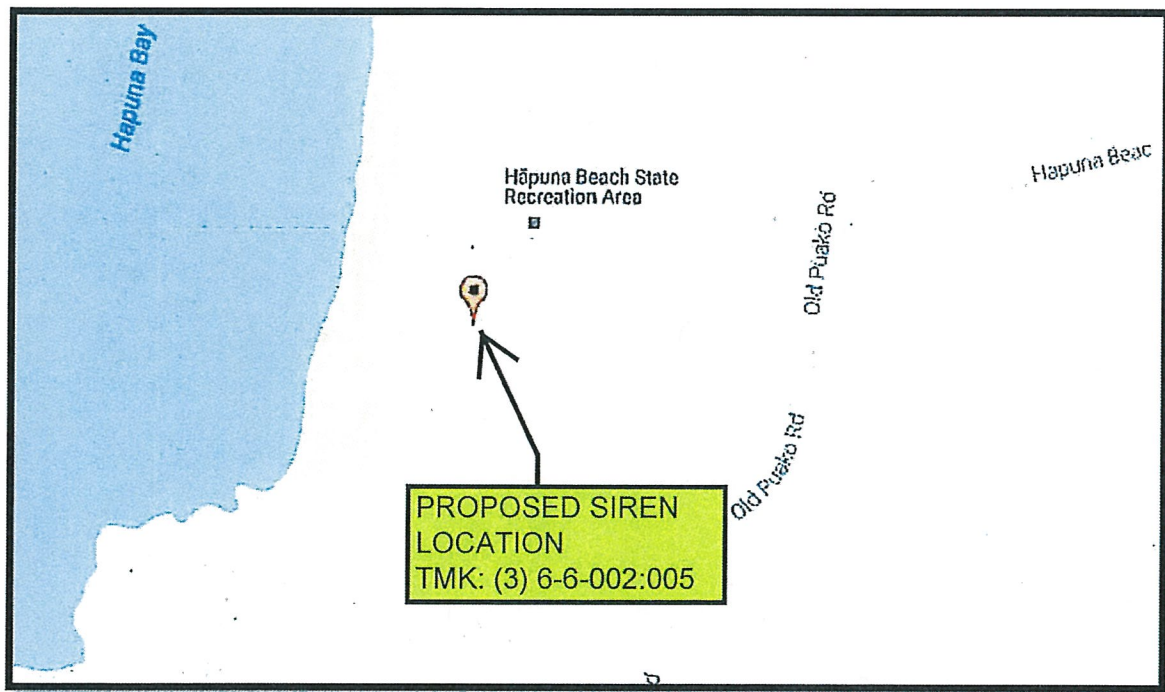 Hapuna Bay
Hāpuna Beach State
Recreation Area
Hapuna Beac
Old Puako Rd
Old Puako Rd
PROPOSED SIREN
LOCATION
TMK: (3) 6-6-002:005